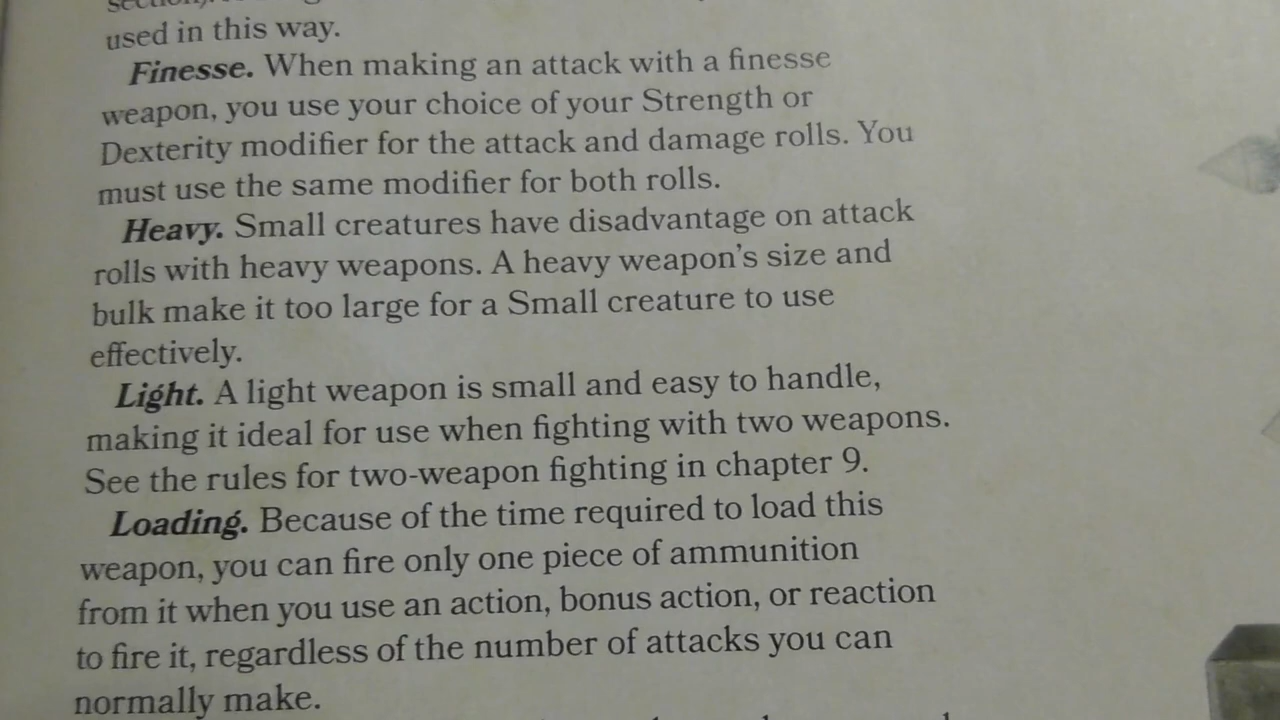 used in this way.
Finesse. When making an attack with a finesse
weapon, you use your choice of your Strength or
Dexterity modifier for the attack and damage rolls. You
must use the same modifier for both rolls.
Heavy. Small creatures have disadvantage on attack
rolls with heavy weapons. A heavy weapon's size and
bulk make it too large for a Small creature to use
effectively.
Light. A light weapon is small and easy to handle,
making it ideal for use when fighting with two weapons.
See the rules for two-weapon fighting in chapter 9.
Loading. Because of the time required to load this
weapon, you can fire only one piece of ammunition
from it when you use an action, bonus action, or reaction
to fire it, regardless of the number of attacks you can
normally make.